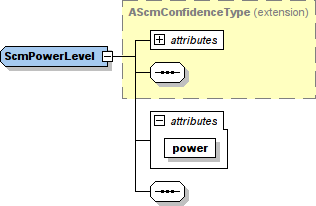 AScmConfidenceType (extension)
attributes
ScmPowerLevel
attributes
power